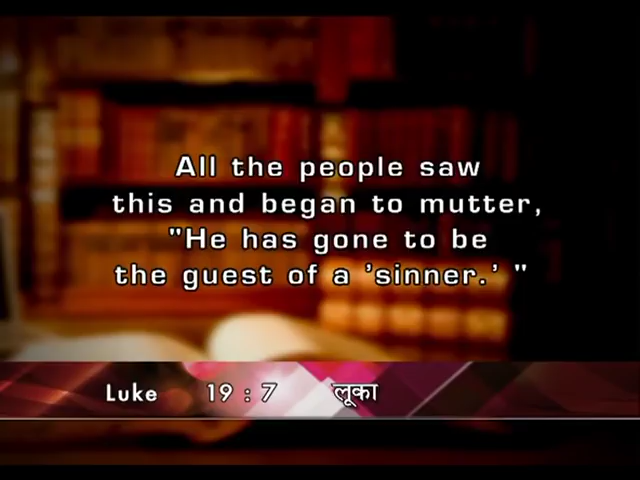 All the people saw
this and began to mutter,
"He has gone to be
the guest of a 'sinner.' "
Luke 19 : 7 लूका